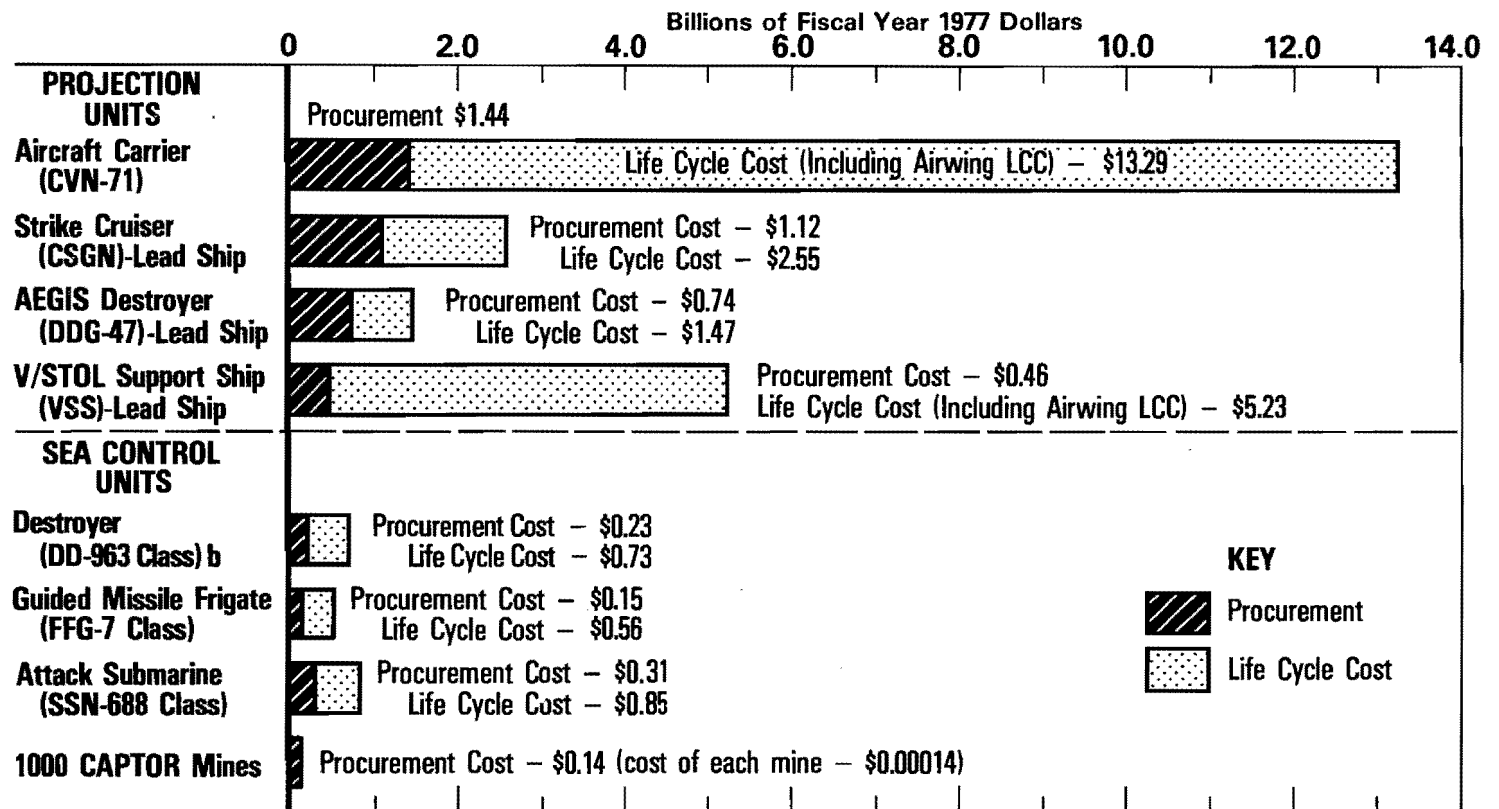 Billions of Fiscal Year 1977 Dollars
0 2.0 4.0 6.0 8.0 10.0 12.0 14.0
PROJECTION
UNITS
Procurement $1.44
Aircraft Carrier
(CVN-71)
Life Cycle Cost (Including Airwing LCC) – $13.29
Strike Cruiser
(CSGN)-Lead Ship
Procurement Cost – $1.12
Life Cycle Cost – $2.55
AEGIS Destroyer
(DDG-47)-Lead Ship
Procurement Cost – $0.74
Life Cycle Cost – $1.47
V/STOL Support Ship
(VSS)-Lead Ship
Procurement Cost – $0.46
Life Cycle Cost (Including Airwing LCC) – $5.23
SEA CONTROL
UNITS
Destroyer
(DD-963 Class) b
Procurement Cost – $0.23
Life Cycle Cost – $0.73
Guided Missile Frigate
(FFG-7 Class)
Procurement Cost – $0.15
Life Cycle Cost – $0.56
Attack Submarine
(SSN-688 Class)
Procurement Cost – $0.31
Life Cycle Cost – $0.85
1000 CAPTOR Mines
Procurement Cost – $0.14 (cost of each mine – $0.00014)
KEY
Procurement
Life Cycle Cost